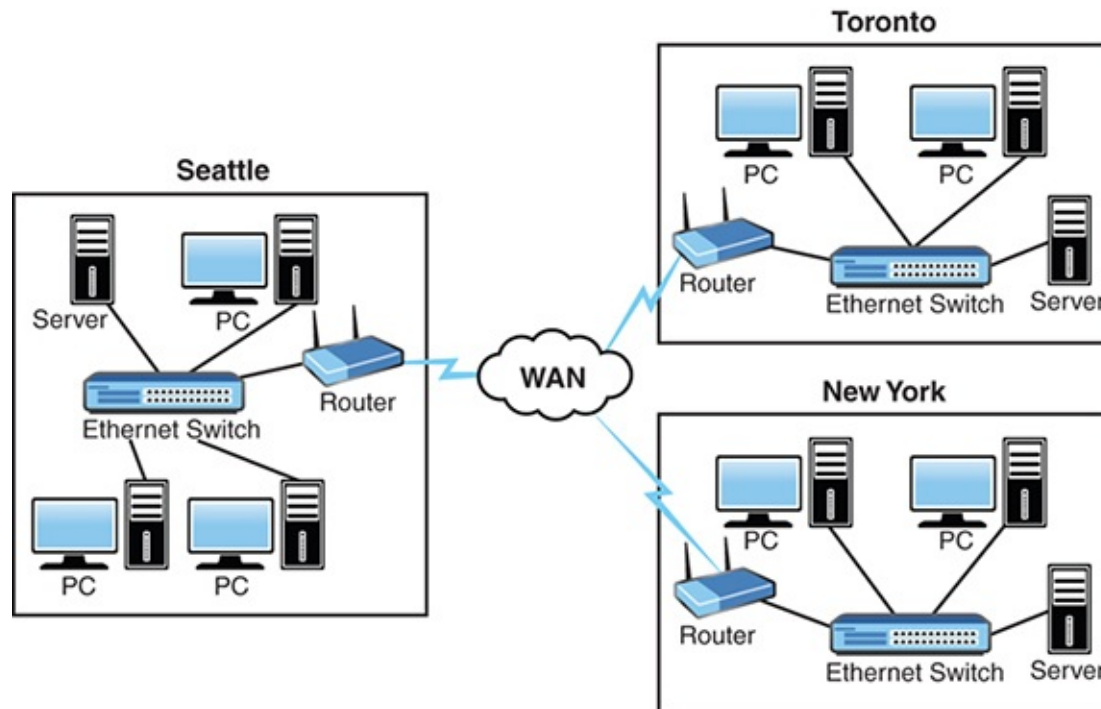 Seattle
Server
PC
Router
Ethernet Switch
PC
PC
WAN
Toronto
PC
PC
Router
Ethernet Switch
Server
New York
PC
PC
Router
Ethernet Switch
Server